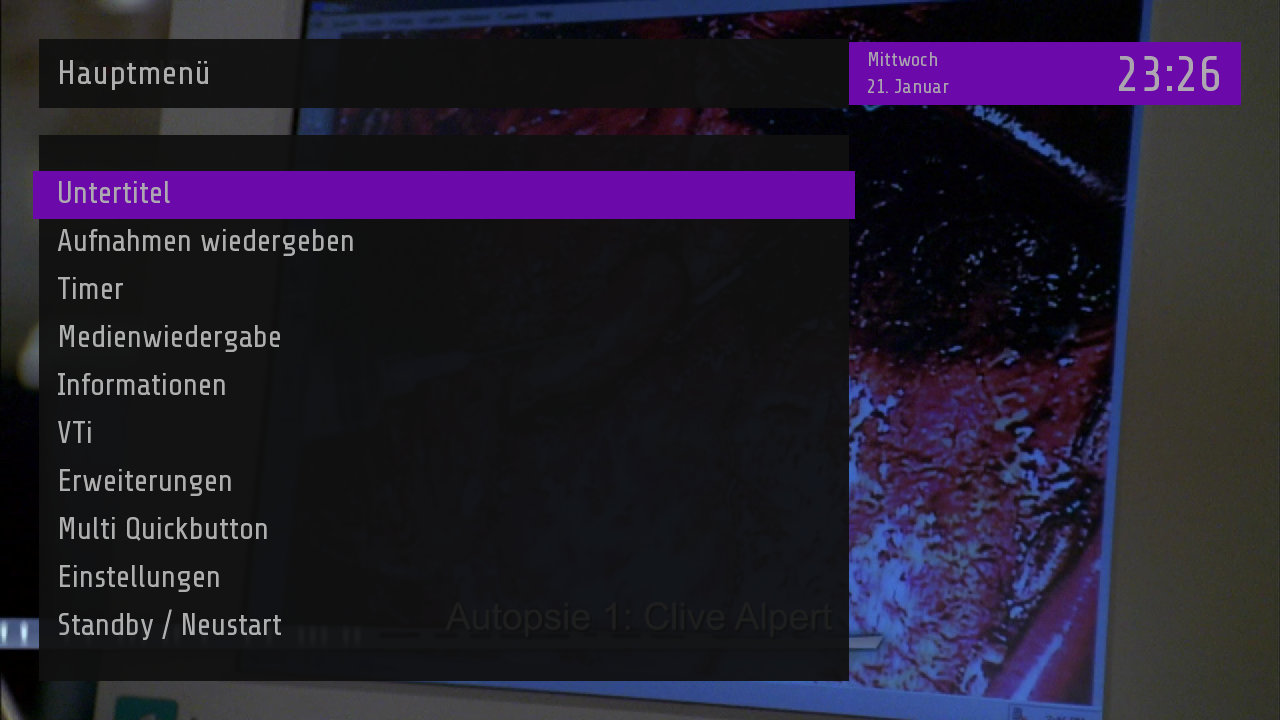 Hauptmenü
Mittwoch
21. Januar
23:26
Untertitel
Aufnahmen wiedergeben
Timer
Medienwiedergabe
Informationen
VTi
Erweiterungen
Multi Quickbutton
Einstellungen
Autopsie 1: Clive Alpert
Standby / Neustart